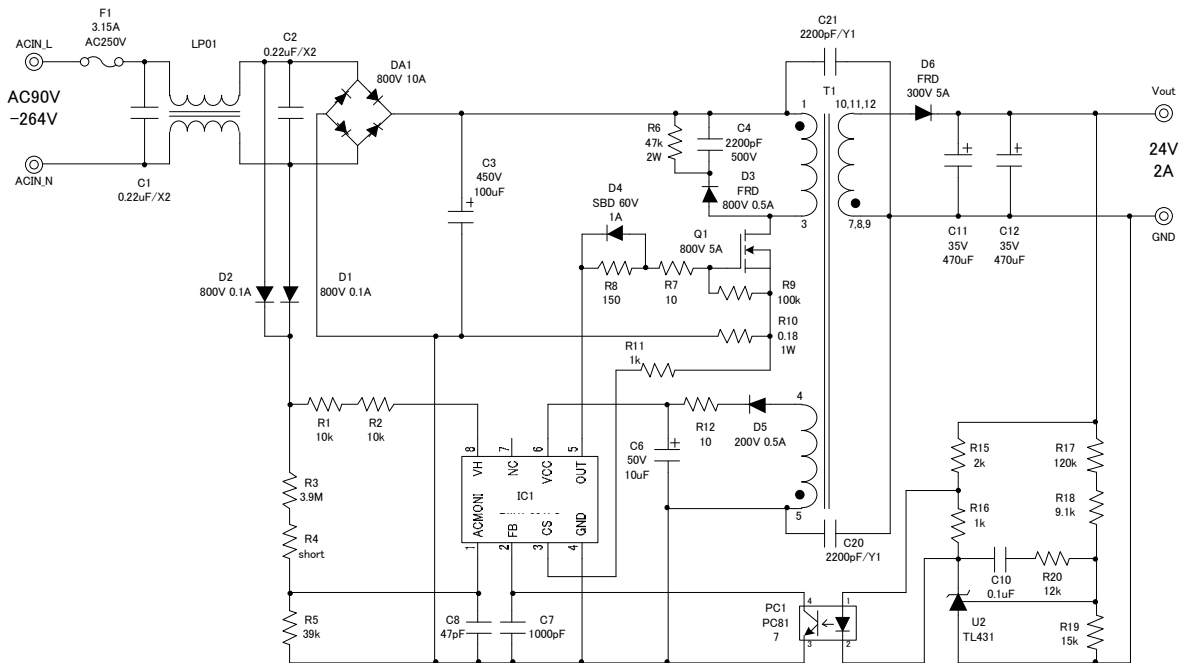 F1
3.15A
AC250V
ACIN_L
AC90V
-264V
ACIN_N
LP01
C1
0.22uF/X2
C2
0.22uF/X2
DA1
800V 10A
C3
450V
100uF
D2
800V 0.1A
D1
800V 0.1A
R6
47k
2W
C4
2200pF
500V
D3
FRD
800V 0.5A
D4
SBD 60V
1A
R8
150
R7
10
Q1
800V 5A
R9
100k
R10
0.18
1W
R11
1k
C21
2200pF/Y1
T1
1
3
10,11,12
7,8,9
4
5
D6
FRD
300V 5A
C11
35V
470uF
C12
35V
470uF
Vout
24V
2A
GND
R1
10k
R2
10k
R3
3.9M
R4
short
R5
39k
8
7
6
5
VH
NC
VCC
OUT
IC1
ACMONI
FB
CS
GND
1
2
3
4
C6
50V
10uF
R12
10
D5
200V 0.5A
C20
2200pF/Y1
C8
47pF
C7
1000pF
PC1
PC81
7
4
3
1
2
R15
2k
R16
1k
R17
120k
R18
9.1k
C10
0.1uF
R20
12k
U2
TL431
R19
15k